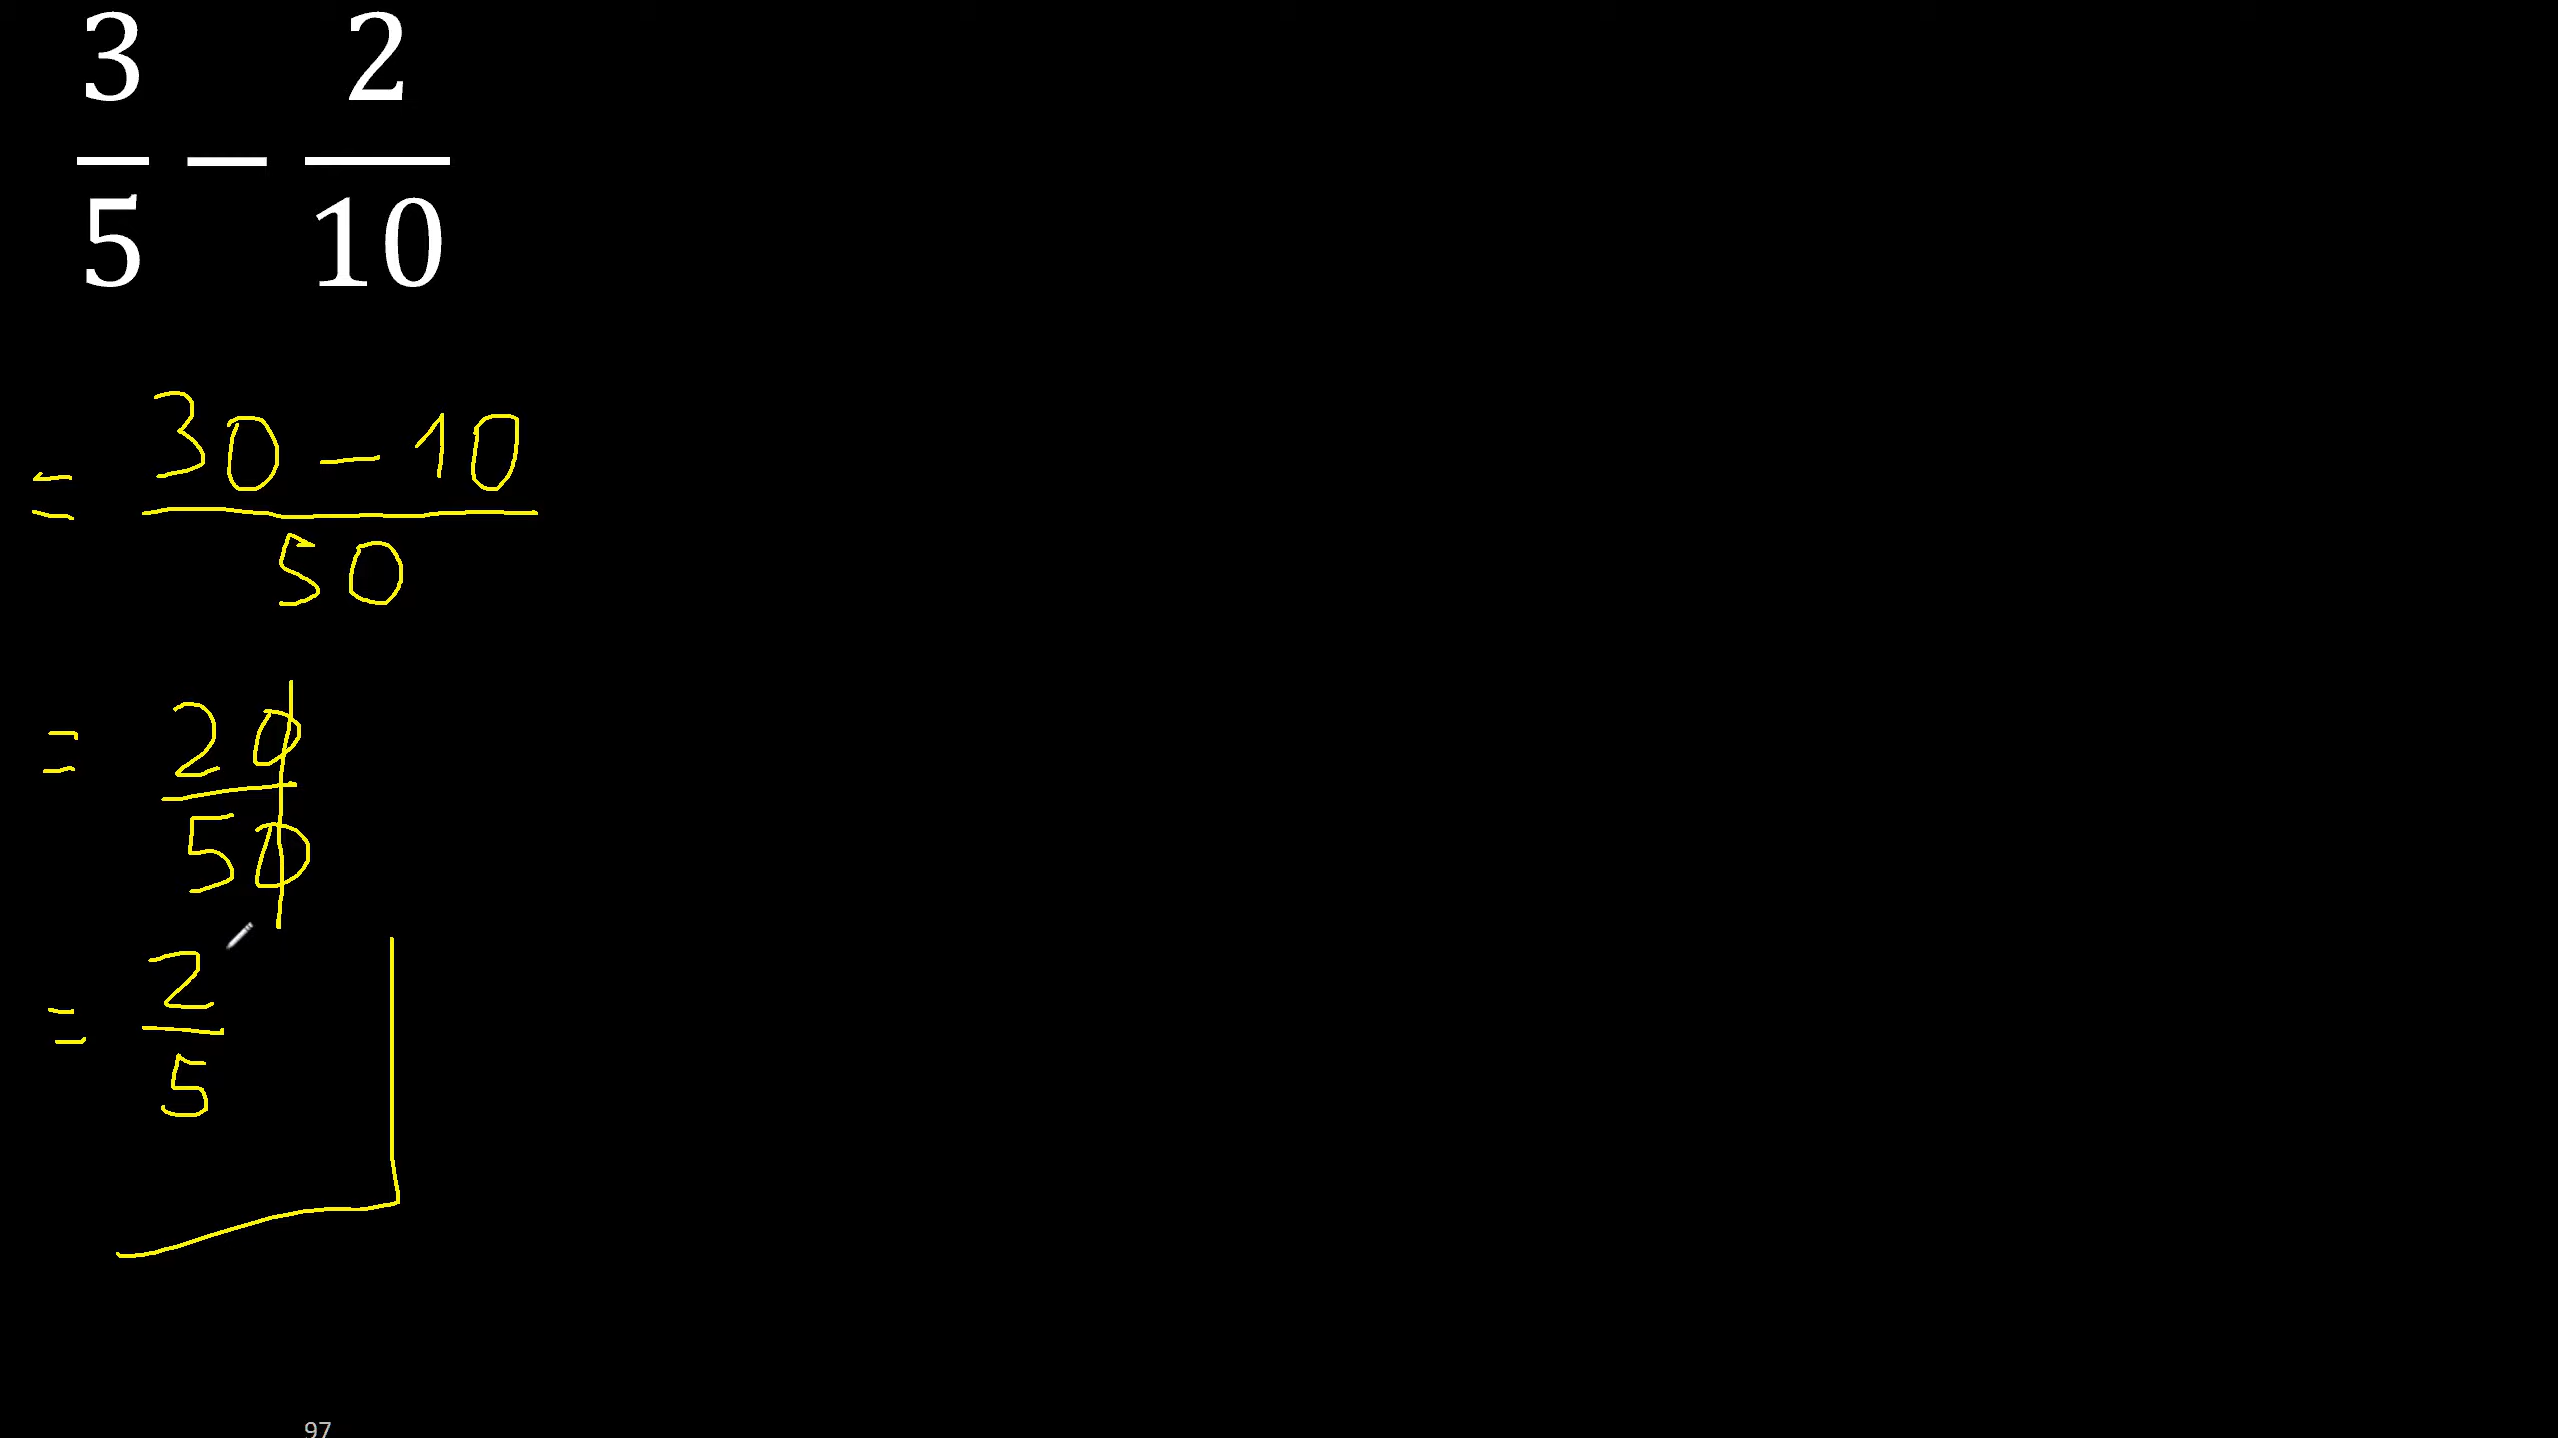 3/5 − 2/10
= (30 − 10)/50
= 20/50
= 2/5
97